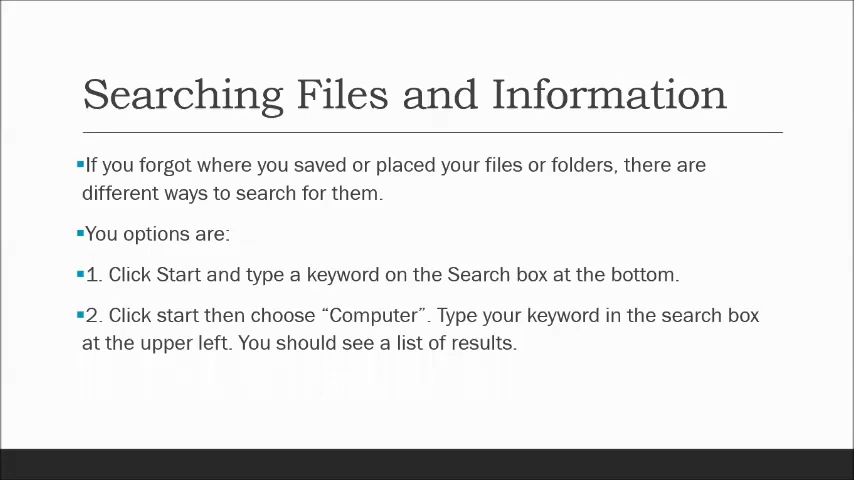 Searching Files and Information
▪If you forgot where you saved or placed your files or folders, there are
different ways to search for them.
▪You options are:
▪1. Click Start and type a keyword on the Search box at the bottom.
▪2. Click start then choose “Computer”. Type your keyword in the search box
at the upper left. You should see a list of results.